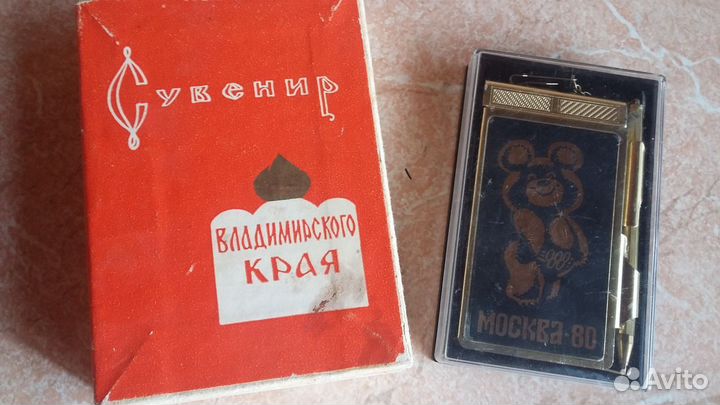 Сувенир
Владимирского
края
Москва-80
Avito